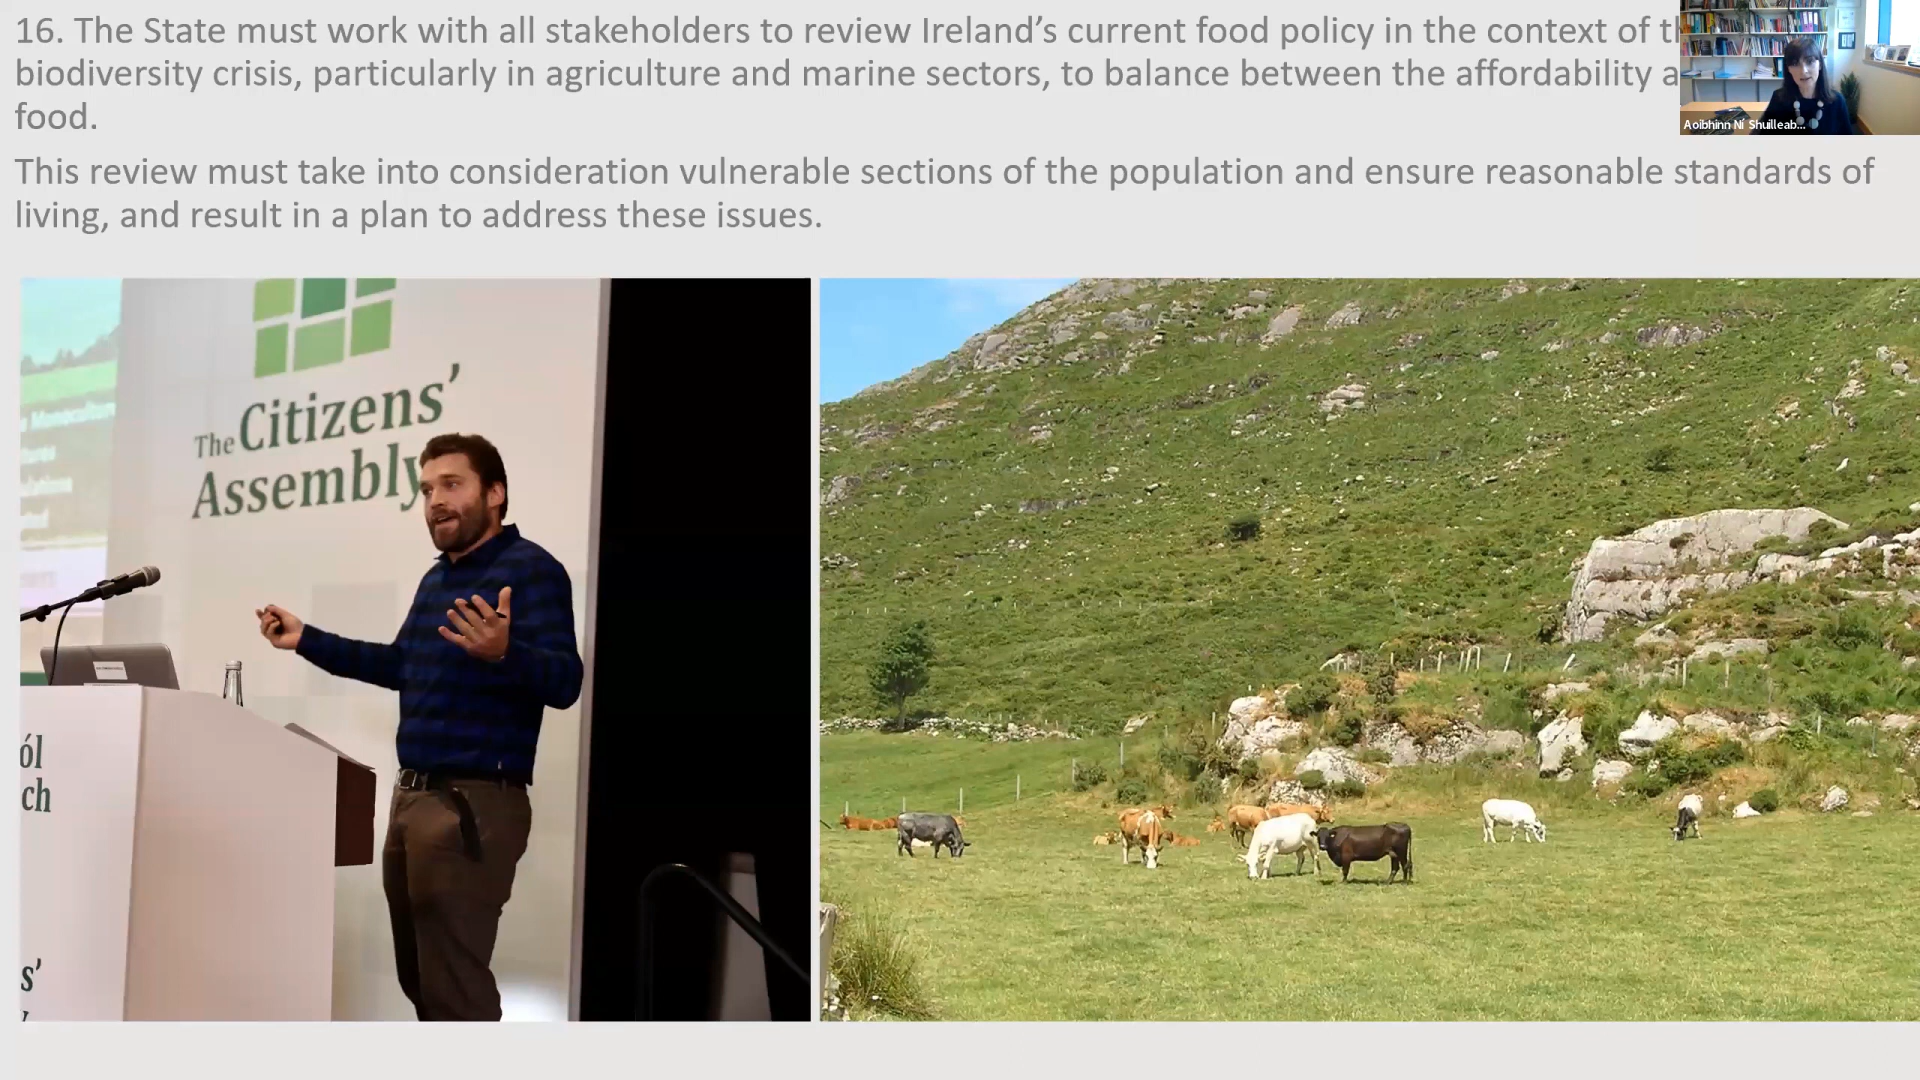 16. The State must work with all stakeholders to review Ireland's current food policy in the context of
biodiversity crisis, particularly in agriculture and marine sectors, to balance between the affordability
food.
This review must take into consideration vulnerable sections of the population and ensure reasonable standards of
living, and result in a plan to address these issues.
Aoibhinn Ní Shuilleab...
The Citizens'
Assembly
ól
ch
s'